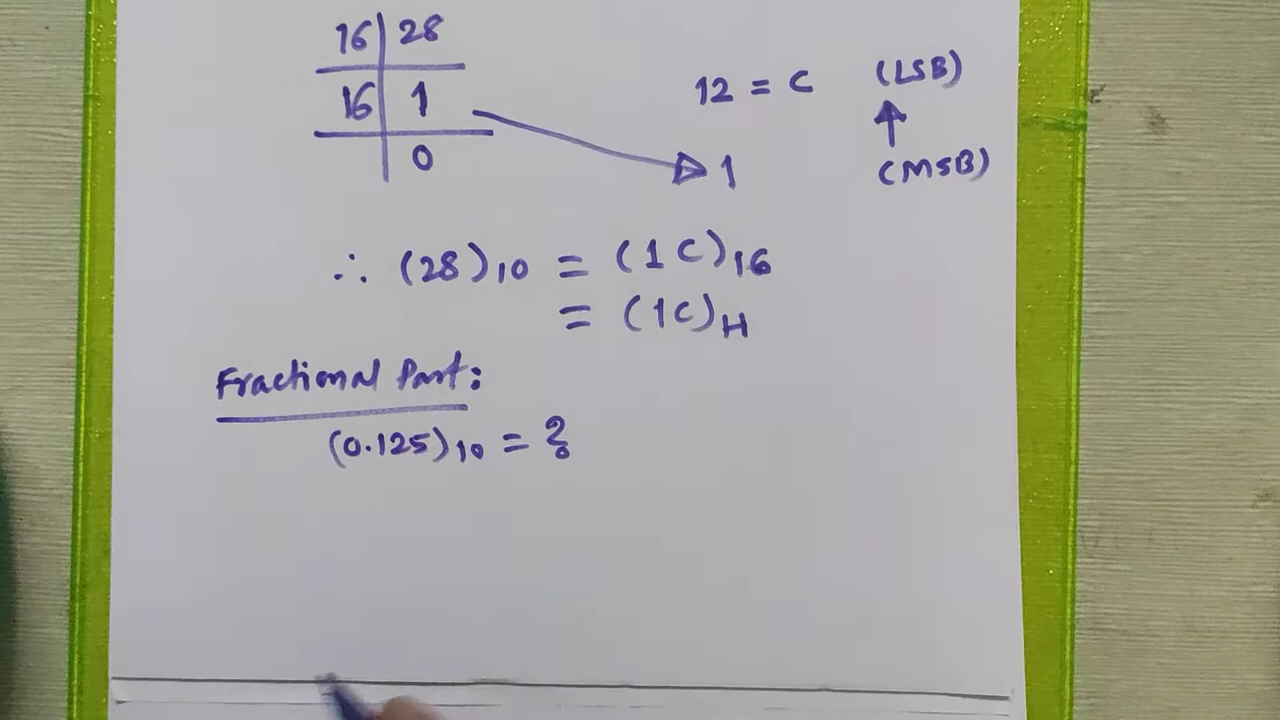 16 28
16 1 12 = C (LSB)
0 1 (MSB)
∴ (28)10 = (1C)16
= (1C)H
Fractional Part:
(0.125)10 = ?